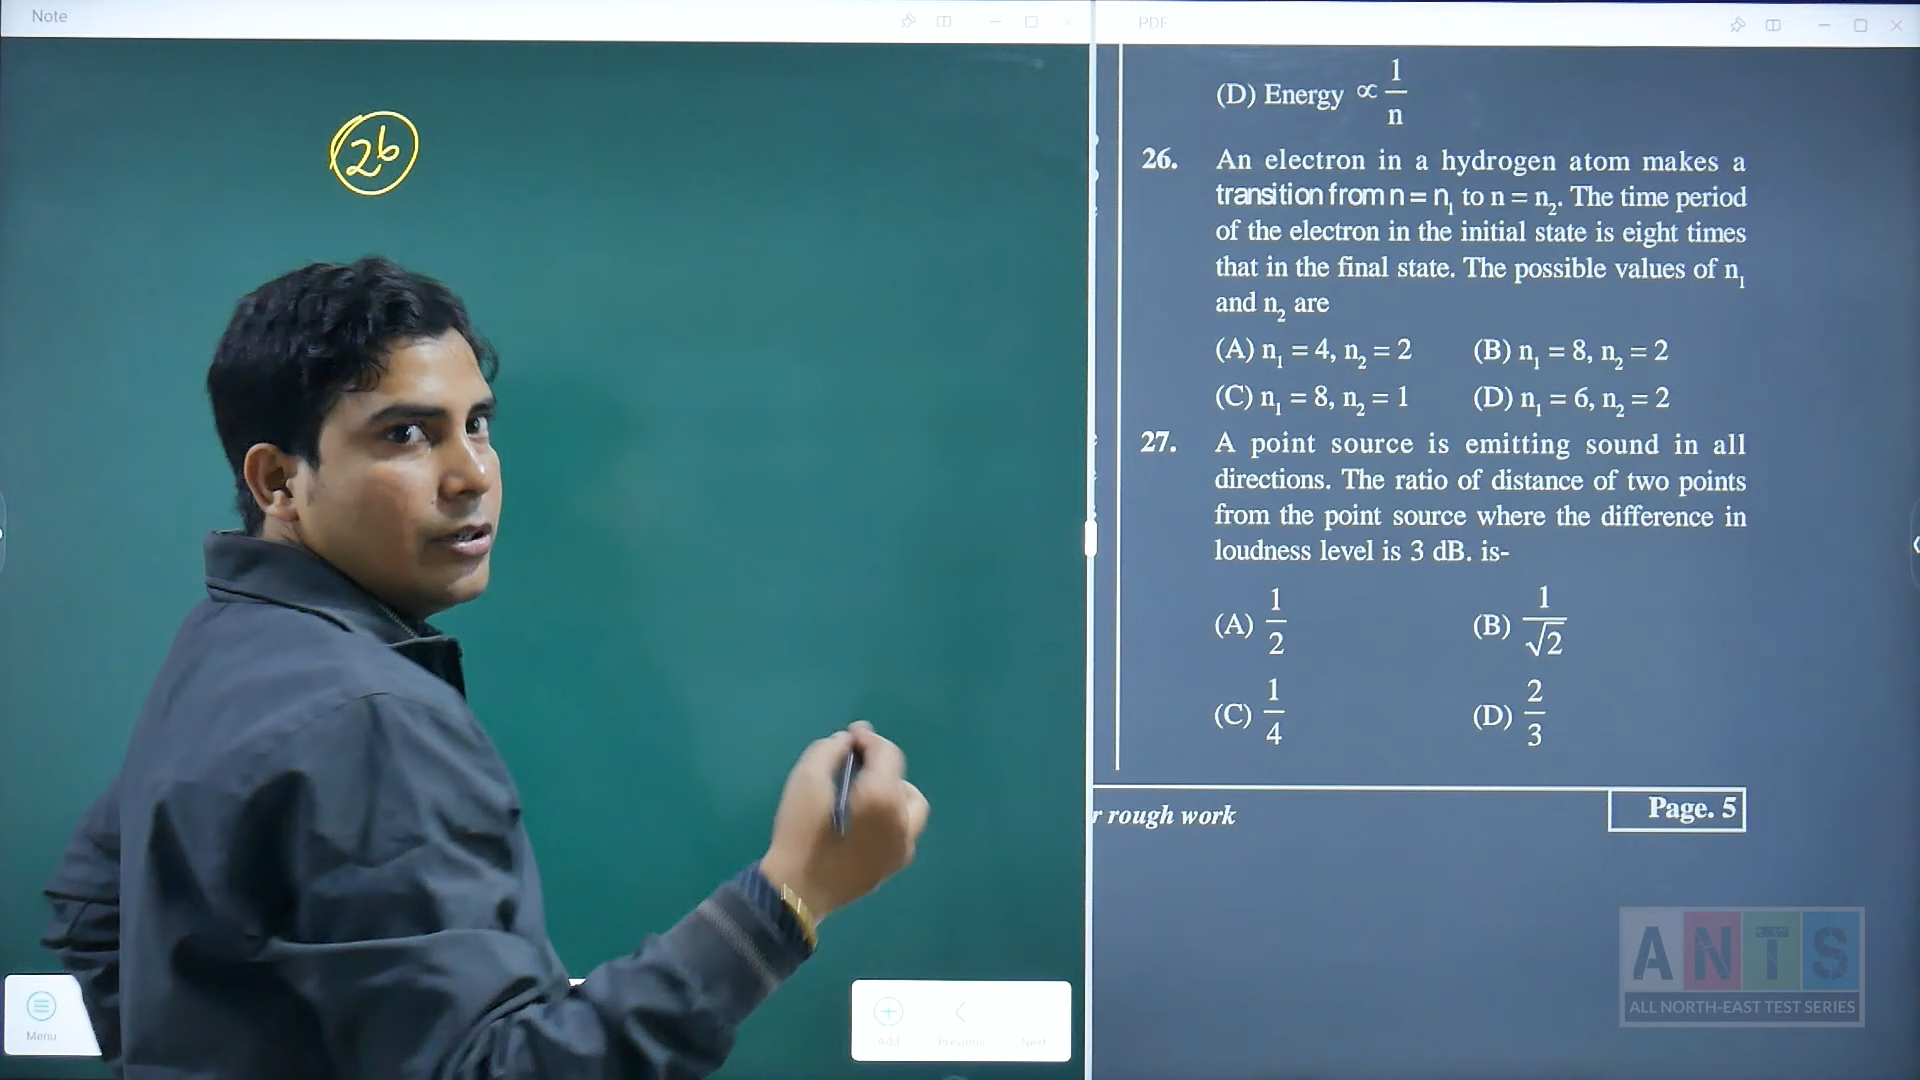 Note
PDF
26
(D) Energy ∝ 1/n
26. An electron in a hydrogen atom makes a
transition from n = n₁ to n = n₂. The time period
of the electron in the initial state is eight times
that in the final state. The possible values of n₁
and n₂ are
(A) n₁ = 4, n₂ = 2 (B) n₁ = 8, n₂ = 2
(C) n₁ = 8, n₂ = 1 (D) n₁ = 6, n₂ = 2
27. A point source is emitting sound in all
directions. The ratio of distance of two points
from the point source where the difference in
loudness level is 3 dB. is-
(A) 1/2 (B) 1/√2
(C) 1/4 (D) 2/3
r rough work
Page. 5
ANTS
ALL NORTH-EAST TEST SERIES
Menu
Add Previous Next